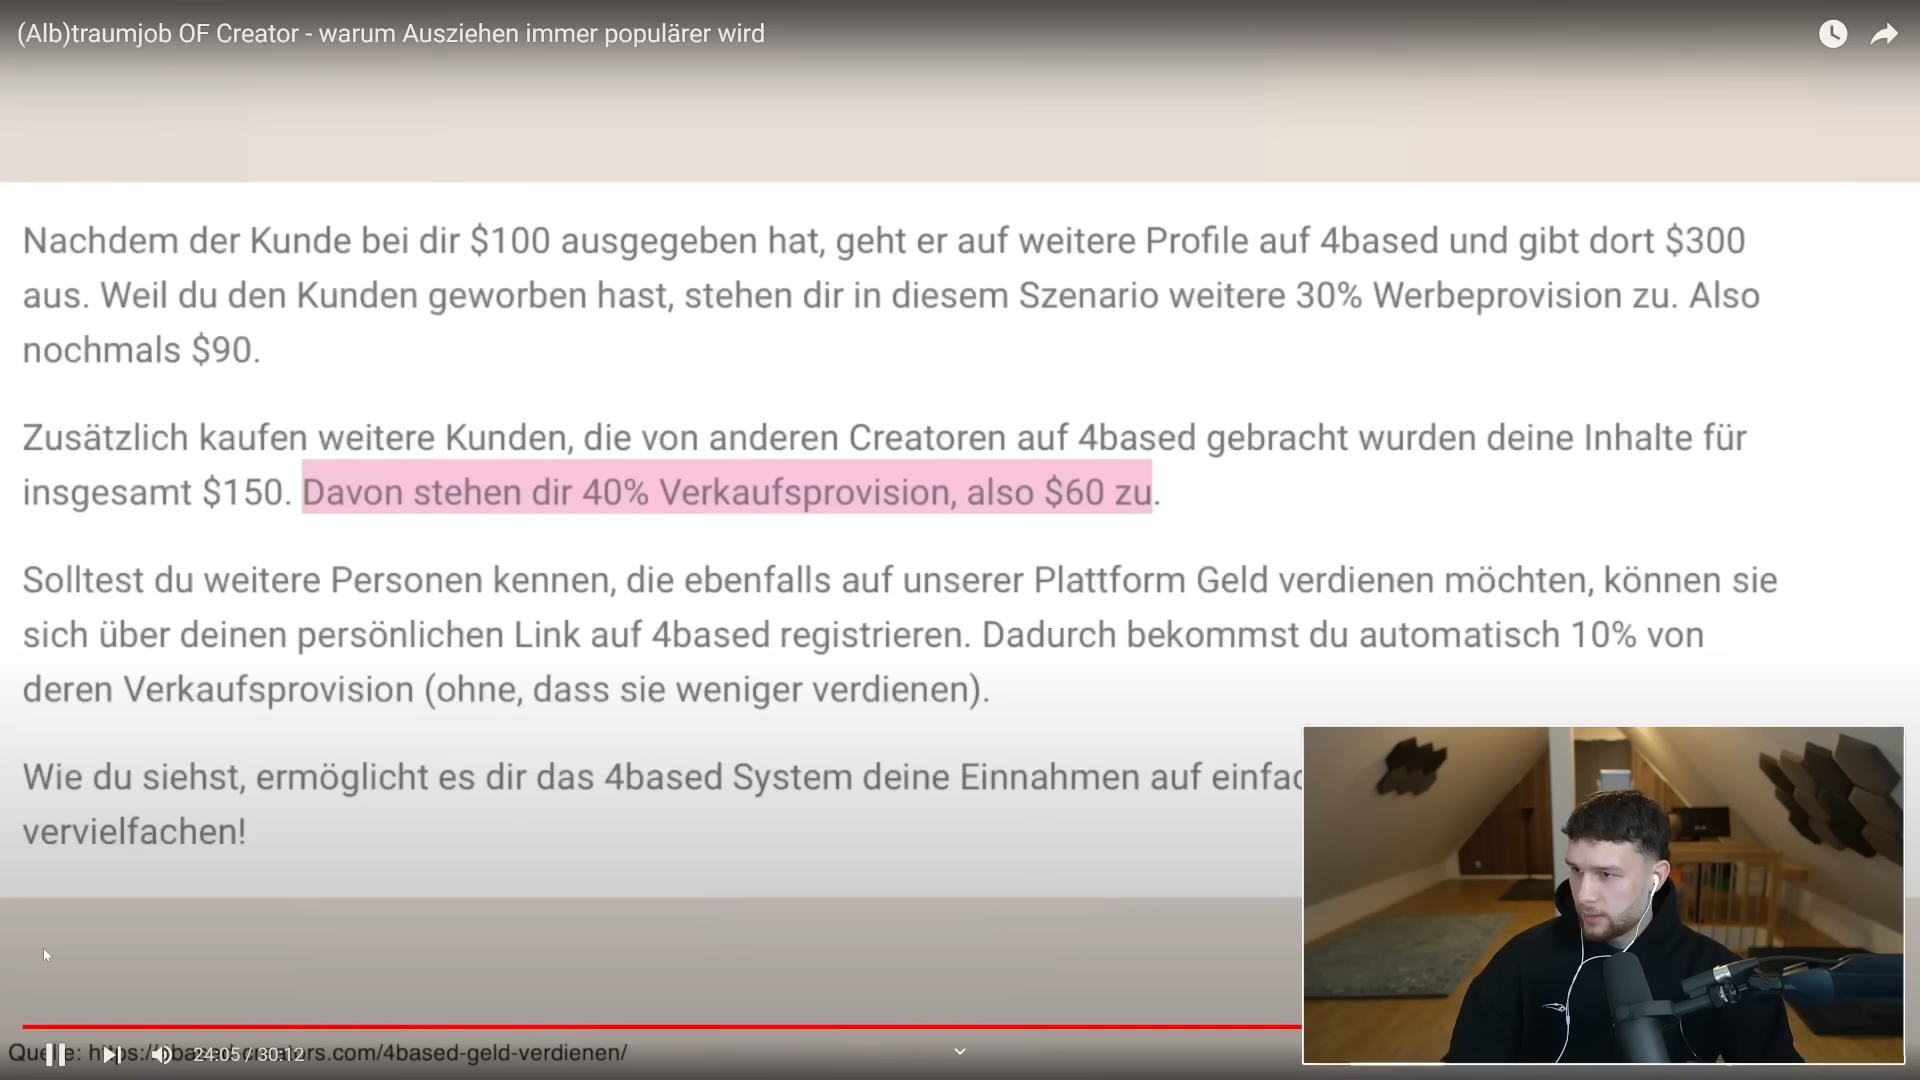 (Alb)traumjob OF Creator - warum Ausziehen immer populärer wird
Nachdem der Kunde bei dir $100 ausgegeben hat, geht er auf weitere Profile auf 4based und gibt dort $300
aus. Weil du den Kunden geworben hast, stehen dir in diesem Szenario weitere 30% Werbeprovision zu. Also
nochmals $90.
Zusätzlich kaufen weitere Kunden, die von anderen Creatoren auf 4based gebracht wurden deine Inhalte für
insgesamt $150. Davon stehen dir 40% Verkaufsprovision, also $60 zu.
Solltest du weitere Personen kennen, die ebenfalls auf unserer Plattform Geld verdienen möchten, können sie
sich über deinen persönlichen Link auf 4based registrieren. Dadurch bekommst du automatisch 10% von
deren Verkaufsprovision (ohne, dass sie weniger verdienen).
Wie du siehst, ermöglicht es dir das 4based System deine Einnahmen auf einfac
vervielfachen!
24:05 / 30:12